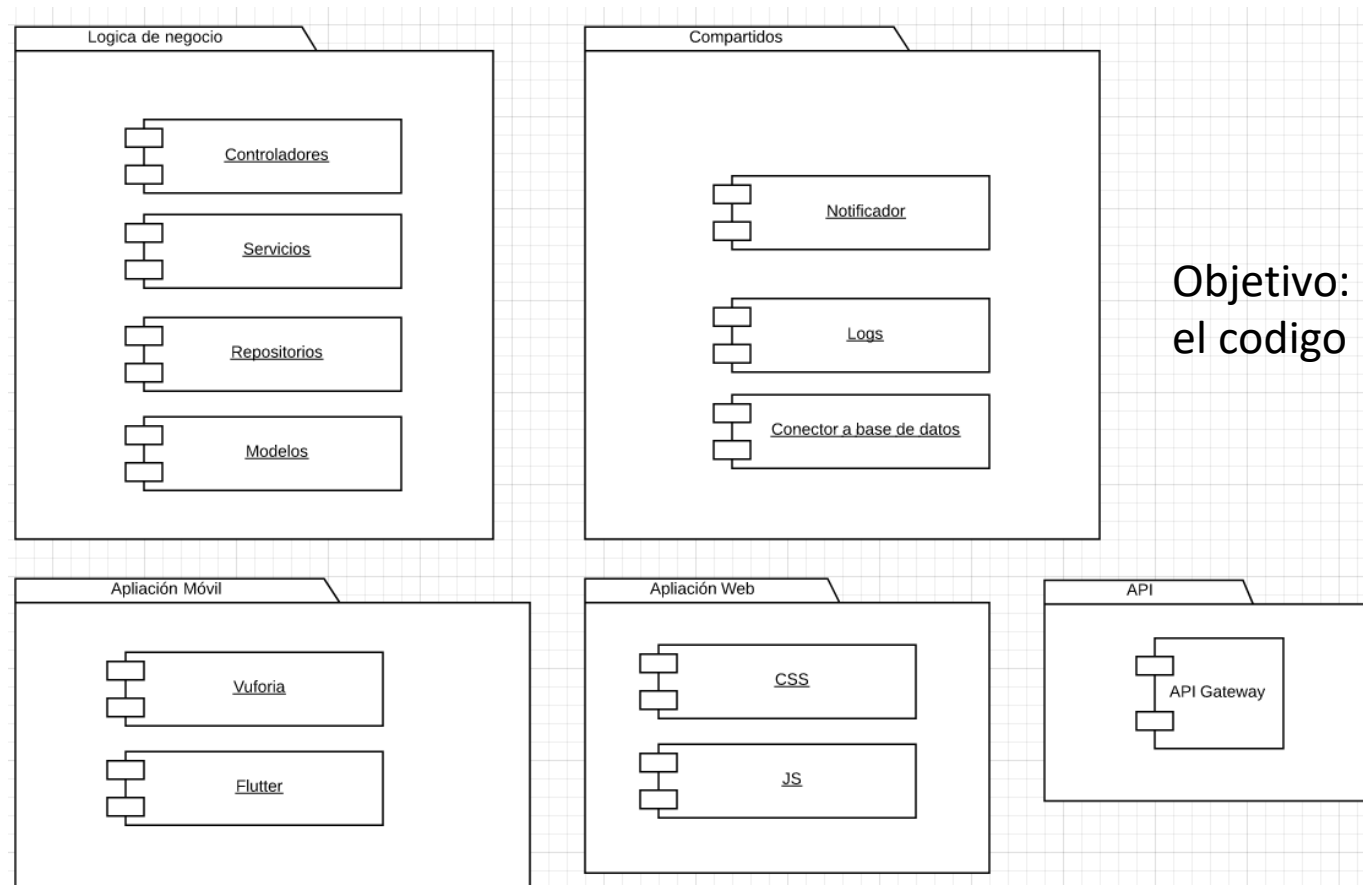 Logica de negocio
Controladores
Servicios
Repositorios
Modelos
Compartidos
Notificador
Logs
Conector a base de datos
Objetivo:
el codigo
Apliación Móvil
Vuforia
Flutter
Apliación Web
CSS
JS
API
API Gateway